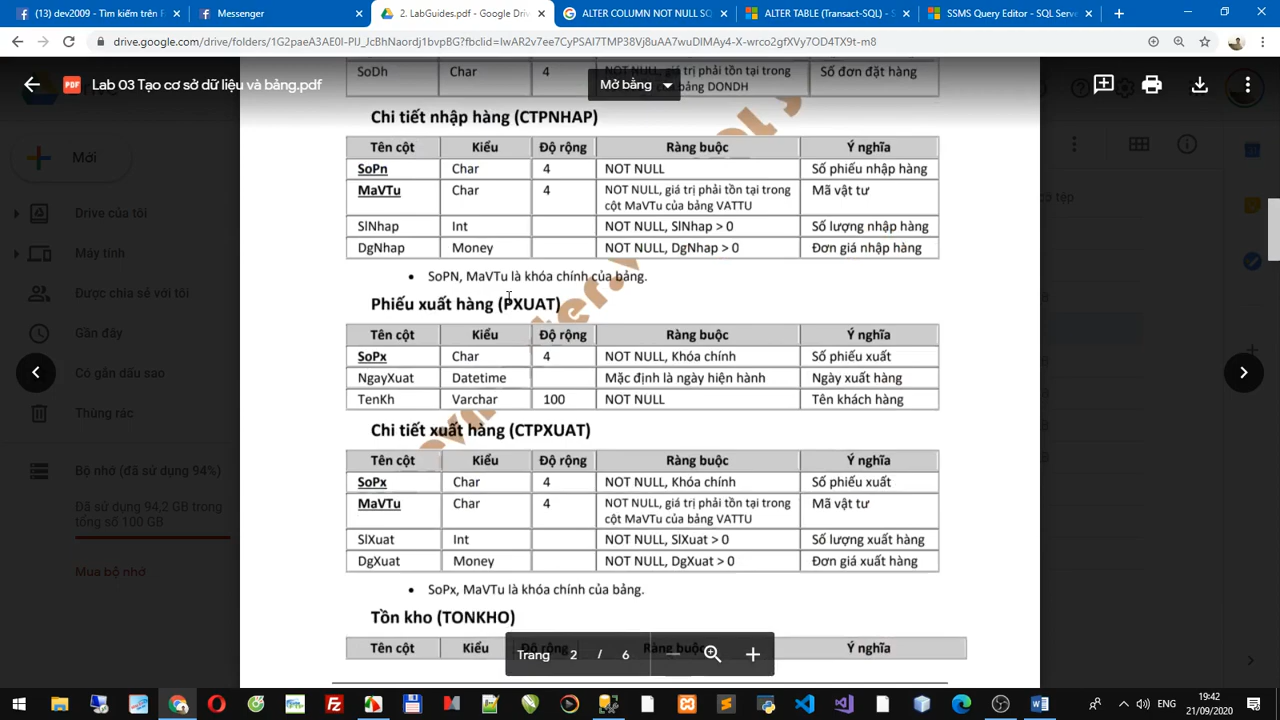 (13) dev2009 - Tìm kiếm trên F
Messenger
2. LabGuides.pdf - Google Driv
ALTER COLUMN NOT NULL SQ
ALTER TABLE (Transact-SQL) - S
SSMS Query Editor - SQL Serve
drive.google.com/drive/folders/1G2paeA3AE0I-PIJ_JcBhNaordj1bvpBG?fbclid=IwAR2v7ee7CyPSAI7TMP38Vj8uAA7wuDIMAy4-X-wrco2gfXVy7OD4TX9t-m8
Lab 03 Tạo cơ sở dữ liệu và bảng.pdf
Mở bằng
SoDh Char 4 NOT NULL, giá trị phải tồn tại trong Số đơn đặt hàng
bảng DONDH
Chi tiết nhập hàng (CTPNHAP)
Tên cột Kiểu Độ rộng Ràng buộc Ý nghĩa
SoPn Char 4 NOT NULL Số phiếu nhập hàng
MaVTu Char 4 NOT NULL, giá trị phải tồn tại trong Mã vật tư
cột MaVTu của bảng VATTU
SlNhap Int NOT NULL, SlNhap > 0 Số lượng nhập hàng
DgNhap Money NOT NULL, DgNhap > 0 Đơn giá nhập hàng
• SoPN, MaVTu là khóa chính của bảng.
Phiếu xuất hàng (PXUAT)
Tên cột Kiểu Độ rộng Ràng buộc Ý nghĩa
SoPx Char 4 NOT NULL, Khóa chính Số phiếu xuất
NgayXuat Datetime Mặc định là ngày hiện hành Ngày xuất hàng
TenKh Varchar 100 NOT NULL Tên khách hàng
Chi tiết xuất hàng (CTPXUAT)
Tên cột Kiểu Độ rộng Ràng buộc Ý nghĩa
SoPx Char 4 NOT NULL, Khóa chính Số phiếu xuất
MaVTu Char 4 NOT NULL, giá trị phải tồn tại trong Mã vật tư
cột MaVTu của bảng VATTU
SlXuat Int NOT NULL, SlXuat > 0 Số lượng xuất hàng
DgXuat Money NOT NULL, DgXuat > 0 Đơn giá xuất hàng
• SoPx, MaVTu là khóa chính của bảng.
Tồn kho (TONKHO)
Tên cột Kiểu Độ rộng Ràng buộc Ý nghĩa
Trang 2 / 6
Mới
Drive của tôi
Máy tính
Được chia sẻ với tôi
Gần đây
Có gắn dấu sao
Thùng rác
Bộ nhớ (đã sử dụng 94%)
Đã sử dụng 94,2 GB trong
tổng số 100 GB
Mua bộ nhớ
19:42
ENG
21/09/2020